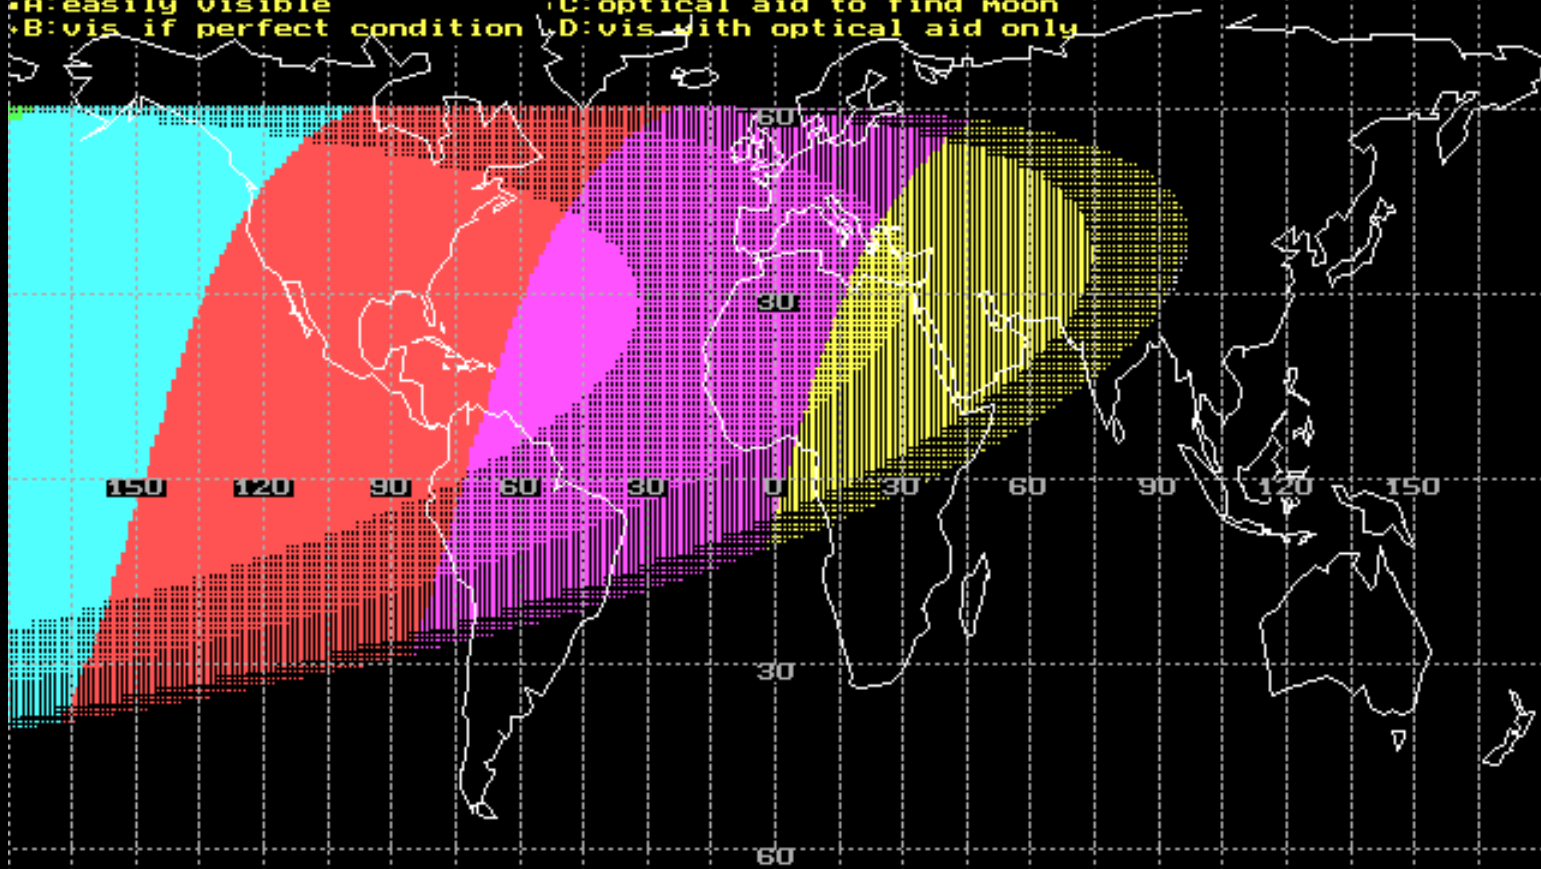 A:easily visible C:optical aid to find Moon
B:vis if perfect condition D:vis with optical aid only
60
30
150 120 90 60 30 0 30 60 90 120 150
30
60